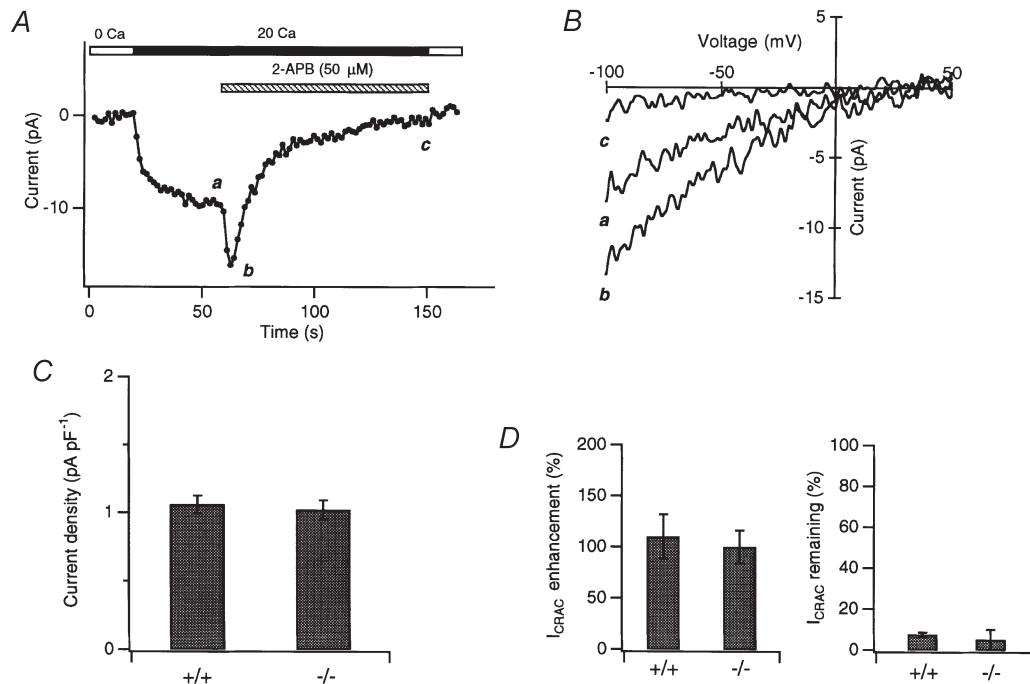 A
0 Ca
20 Ca
2-APB (50 μM)
0
-10
Current (pA)
a
b
c
0
50
100
150
Time (s)
B
5
Voltage (mV)
-100
-50
50
c
a
b
-5
-10
-15
Current (pA)
C
2
1
0
Current density (pA pF-1)
+/+
-/-
D
200
150
100
50
0
ICRAC enhancement (%)
+/+
-/-
100
80
60
40
20
0
ICRAC remaining (%)
+/+
-/-